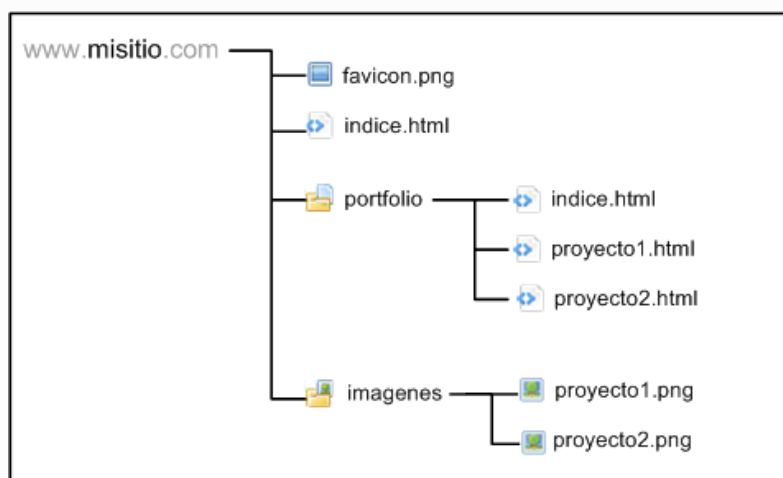 www.misitio.com
favicon.png
indice.html
portfolio
indice.html
proyecto1.html
proyecto2.html
imagenes
proyecto1.png
proyecto2.png